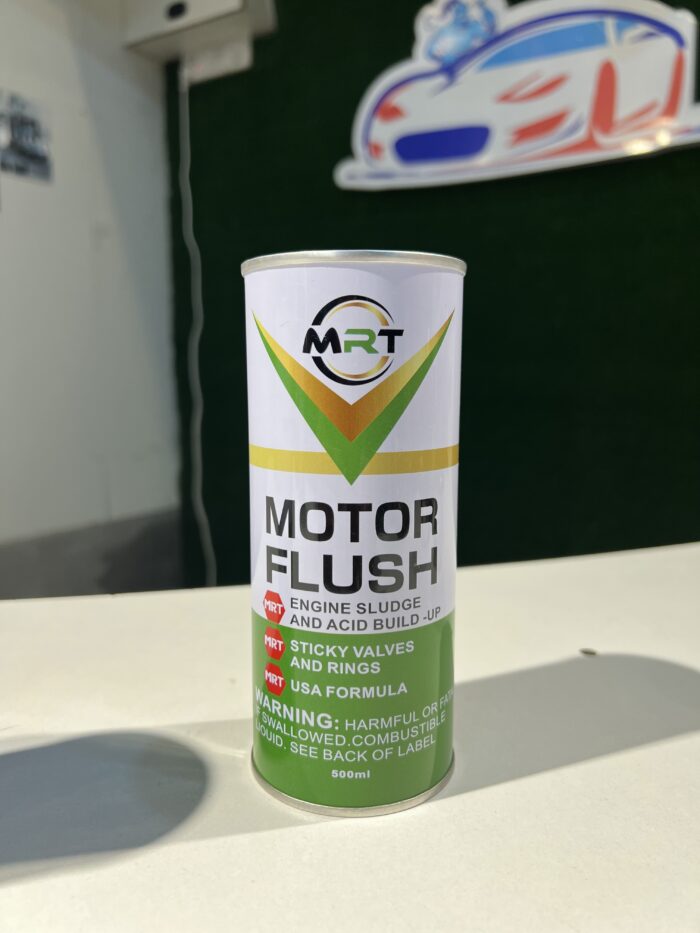 MRT
MOTOR
FLUSH
MRT ENGINE SLUDGE
AND ACID BUILD -UP
MRT STICKY VALVES
AND RINGS
MRT USA FORMULA
WARNING: HARMFUL OR
SWALLOWED.COMBUSTIBLE
LIQUID. SEE BACK OF LABEL
500ml